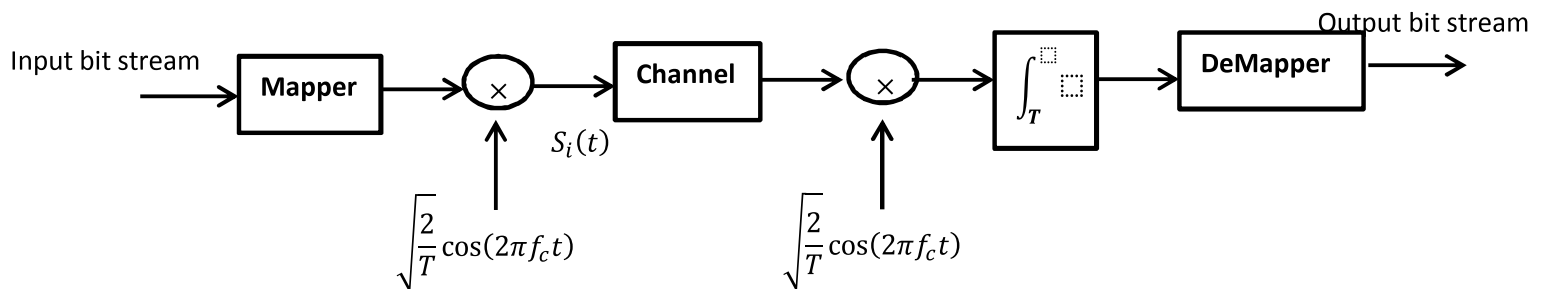 Input bit stream
Mapper
×
Channel
×
∫_T
DeMapper
Output bit stream
S_i(t)
√(2/T) cos(2πf_c t)
√(2/T) cos(2πf_c t)